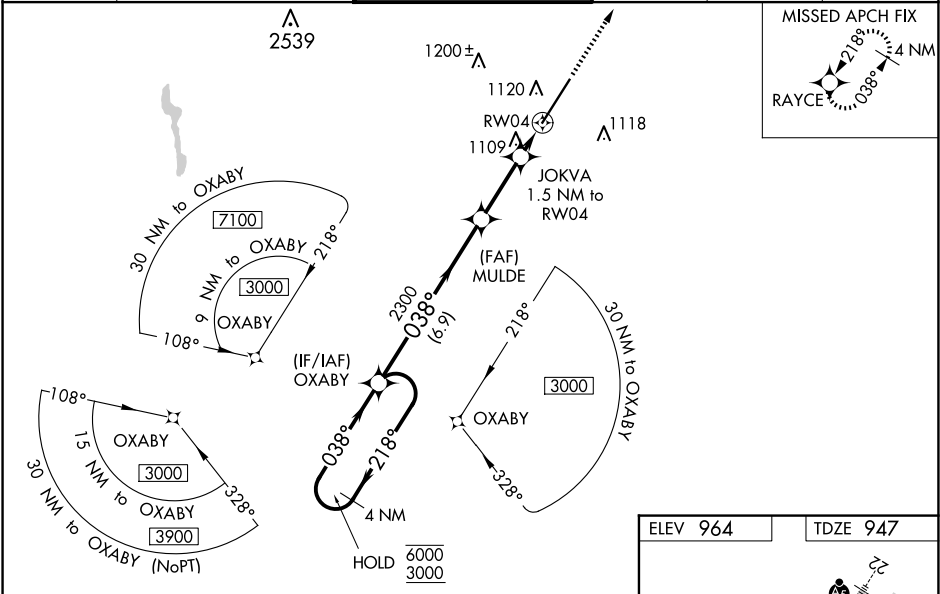 2539
1200 ±
1120
RW04
1109
1118
JOKVA
1.5 NM to
RW04
MISSED APCH FIX
218°
4 NM
038°
RAYCE
30 NM to OXABY
7100
218°
9 NM to OXABY
3000
OXABY
108°
(FAF)
MULDE
2300
038°
(6.9)
(IF/IAF)
OXABY
038°
218°
4 NM
HOLD
6000
3000
218°
30 NM to OXABY
3000
OXABY
328°
108°
OXABY
15 NM to OXABY
3000
328°
3900
30 NM to OXABY (NoPT)
ELEV 964
TDZE 947
22